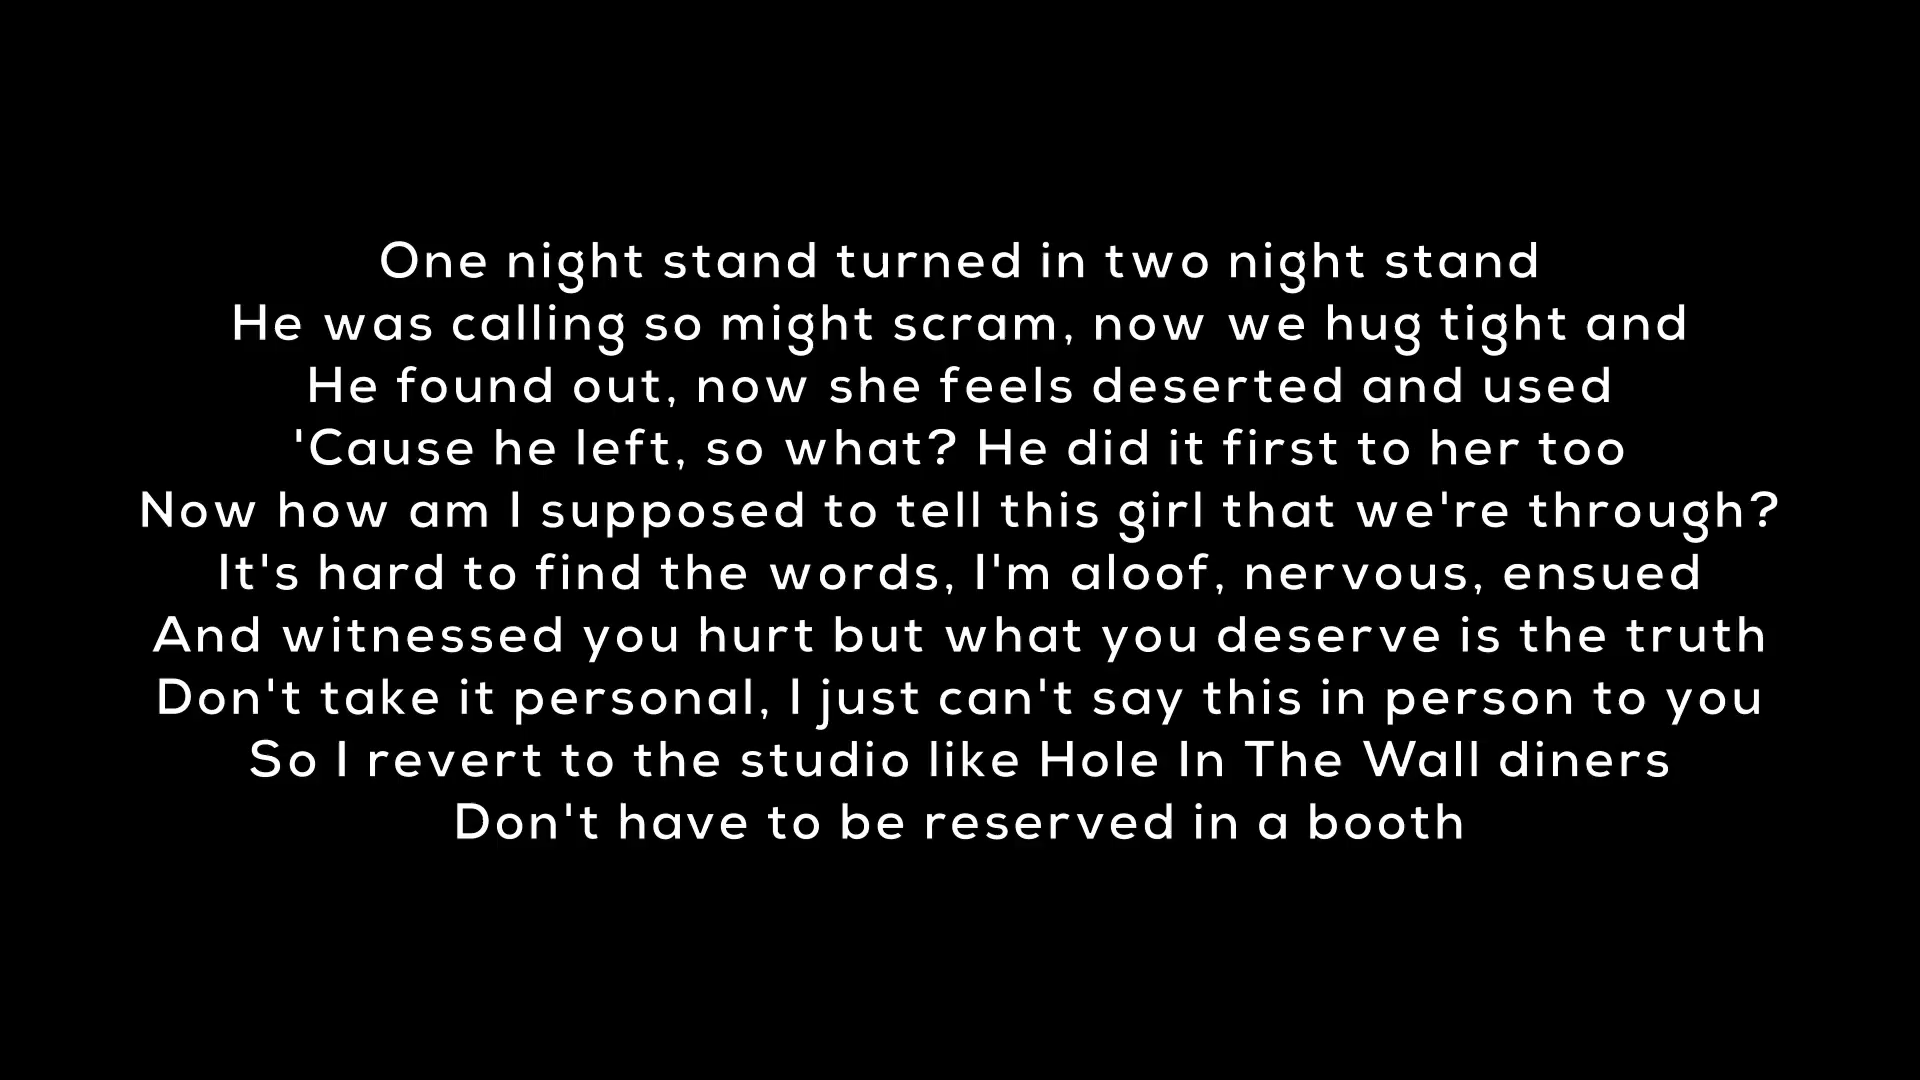 One night stand turned in two night stand
He was calling so might scram, now we hug tight and
He found out, now she feels deserted and used
'Cause he left, so what? He did it first to her too
Now how am I supposed to tell this girl that we're through?
It's hard to find the words, I'm aloof, nervous, ensued
And witnessed you hurt but what you deserve is the truth
Don't take it personal, I just can't say this in person to you
So I revert to the studio like Hole In The Wall diners
Don't have to be reserved in a booth